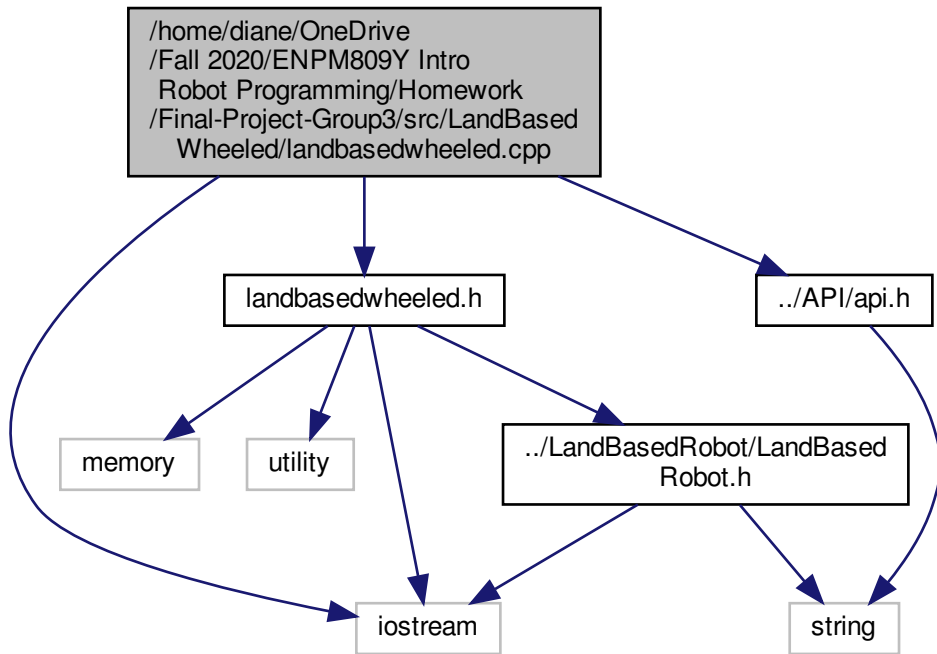 /home/diane/OneDrive
/Fall 2020/ENPM809Y Intro
Robot Programming/Homework
/Final-Project-Group3/src/LandBased
Wheeled/landbasedwheeled.cpp
landbasedwheeled.h
../API/api.h
memory
utility
../LandBasedRobot/LandBased
Robot.h
iostream
string